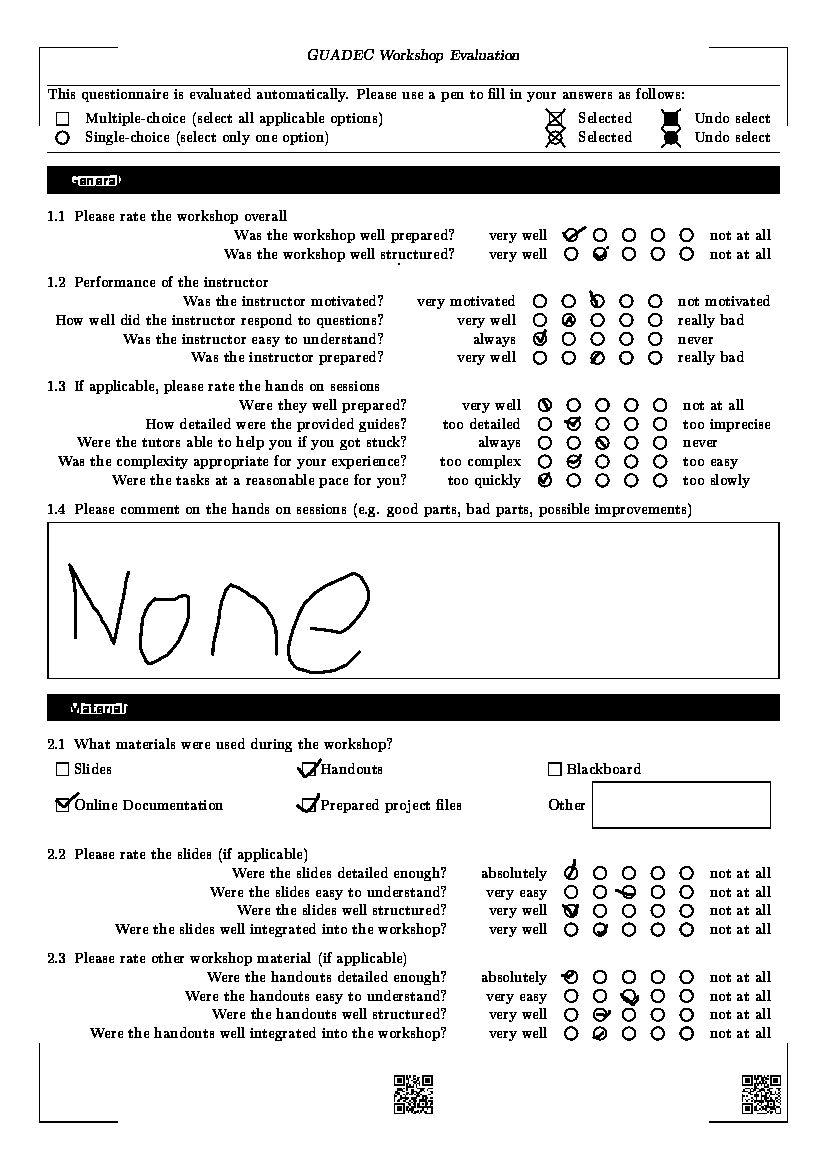 GUADEC Workshop Evaluation
This questionnaire is evaluated automatically. Please use a pen to fill in your answers as follows:
Multiple-choice (select all applicable options) Selected Undo select
Single-choice (select only one option) Selected Undo select
General
1.1 Please rate the workshop overall
Was the workshop well prepared? very well not at all
Was the workshop well structured? very well not at all
1.2 Performance of the instructor
Was the instructor motivated? very motivated not motivated
How well did the instructor respond to questions? very well really bad
Was the instructor easy to understand? always never
Was the instructor prepared? very well really bad
1.3 If applicable, please rate the hands on sessions
Were they well prepared? very well not at all
How detailed were the provided guides? too detailed too imprecise
Were the tutors able to help you if you got stuck? always never
Was the complexity appropriate for your experience? too complex too easy
Were the tasks at a reasonable pace for you? too quickly too slowly
1.4 Please comment on the hands on sessions (e.g. good parts, bad parts, possible improvements)
None
Material
2.1 What materials were used during the workshop?
Slides Handouts Blackboard
Online Documentation Prepared project files Other
2.2 Please rate the slides (if applicable)
Were the slides detailed enough? absolutely not at all
Were the slides easy to understand? very easy not at all
Were the slides well structured? very well not at all
Were the slides well integrated into the workshop? very well not at all
2.3 Please rate other workshop material (if applicable)
Were the handouts detailed enough? absolutely not at all
Were the handouts easy to understand? very easy not at all
Were the handouts well structured? very well not at all
Were the handouts well integrated into the workshop? very well not at all